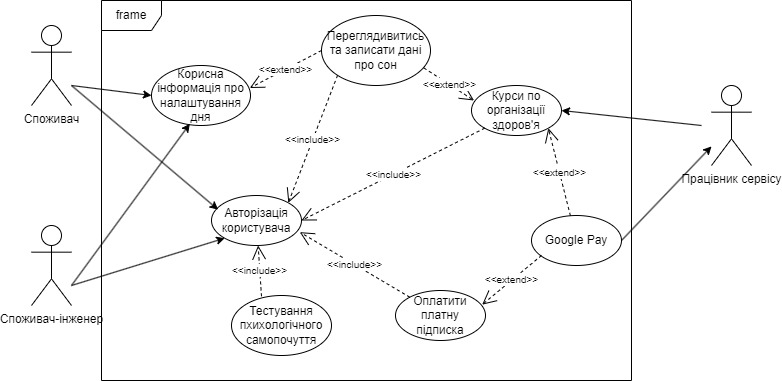 frame
Переглядивитись
та записати дані
про сон
<<extend>>
<<extend>>
Корисна
інформація про
налаштування
дня
Курси по
організації
здоров'я
Споживач
<<include>>
<<include>>
<<extend>>
Працівник сервісу
Авторізація
користувача
Google Pay
<<include>>
<<include>>
<<extend>>
Споживач-інженер
Тестування
пхихологічного
самопочуття
Оплатити
платну
підписка